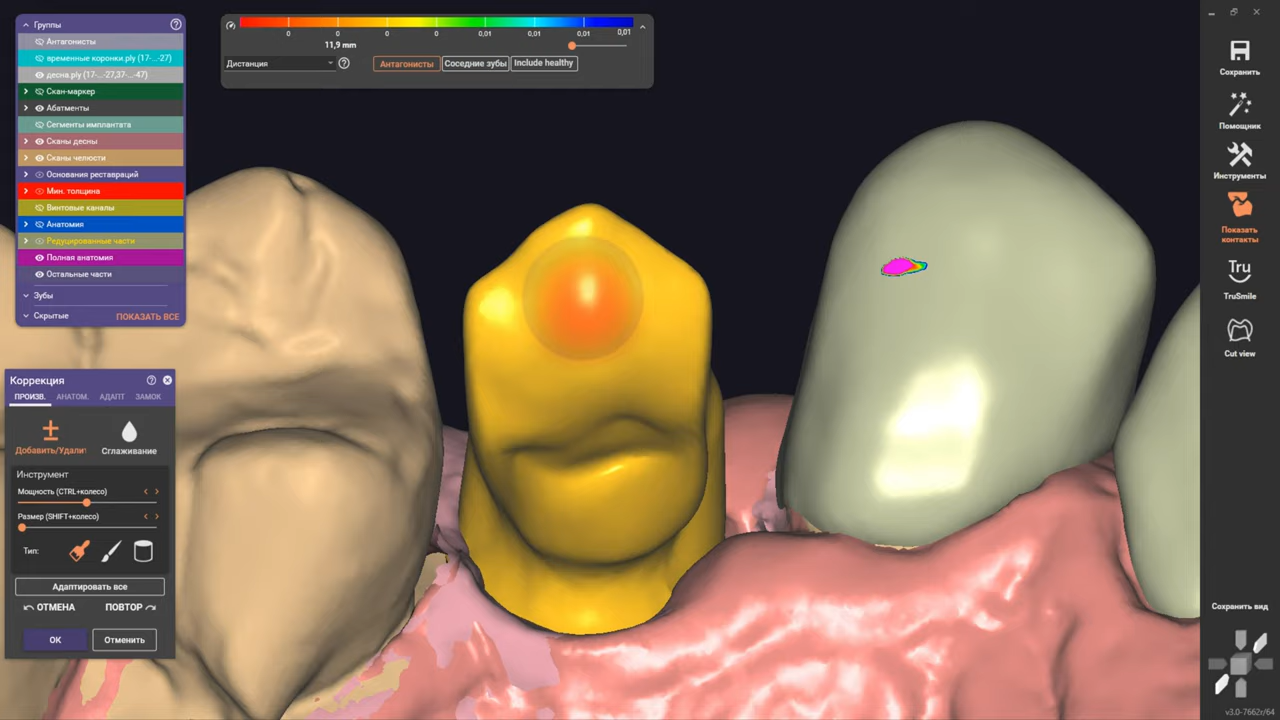 Группы
Антагонисты
временные коронки.ply (17-...-27)
десна.ply (17-...-27,37-...-47)
Скан-маркер
Абатменты
Сегменты имплантата
Сканы десны
Сканы челюсти
Основания реставраций
Мин. толщина
Винтовые каналы
Анатомия
Редуцированные части
Полная анатомия
Остальные части
Зубы
Скрытые
ПОКАЗАТЬ ВСЕ
0 0 0 0 0,01 0,01 0,01 0,01
11,9 mm
Дистанция
Антагонисты
Соседние зубы
Include healthy
Коррекция
ПРОИЗВ. АНАТОМ. АДАПТ ЗАМОК
Добавить/Удалит
Сглаживание
Инструмент
Мощность (CTRL+колесо)
Размер (SHIFT+колесо)
Тип:
Адаптировать все
ОТМЕНА
ПОВТОР
ОК
Отменить
Сохранить
Помощник
Инструменты
Показать
контакты
Tru
TruSmile
Cut view
Сохранить вид
v3.0-7662r/64